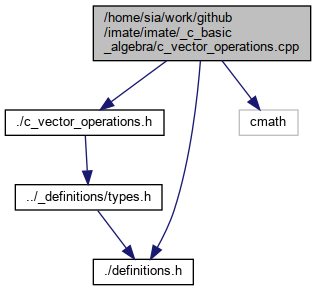 /home/sia/work/github
/imate/imate/_c_basic
_algebra/c_vector_operations.cpp
./c_vector_operations.h
cmath
../_definitions/types.h
./definitions.h